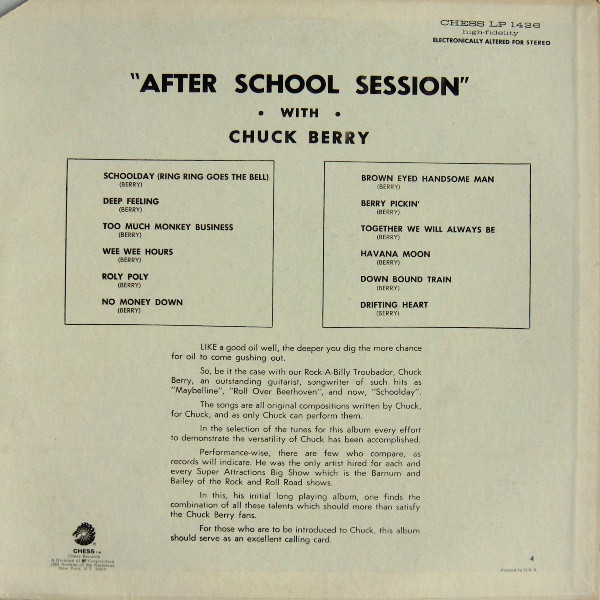 CHESS LP 1426
high-fidelity
ELECTRONICALLY ALTERED FOR STEREO
"AFTER SCHOOL SESSION"
• WITH •
CHUCK BERRY
SCHOOLDAY (RING RING GOES THE BELL)
(BERRY)
DEEP FEELING
(BERRY)
TOO MUCH MONKEY BUSINESS
(BERRY)
WEE WEE HOURS
(BERRY)
ROLY POLY
(BERRY)
NO MONEY DOWN
(BERRY)
BROWN EYED HANDSOME MAN
(BERRY)
BERRY PICKIN'
(BERRY)
TOGETHER WE WILL ALWAYS BE
(BERRY)
HAVANA MOON
(BERRY)
DOWN BOUND TRAIN
(BERRY)
DRIFTING HEART
(BERRY)
LIKE a good oil well, the deeper you dig the more chance
for oil to come gushing out.
So, be it the case with our Rock-A-Billy Troubador, Chuck
Berry, an outstanding guitarist, songwriter of such hits as
"Maybelline", "Roll Over Beethoven", and now, "Schoolday".
The songs are all original compositions written by Chuck,
for Chuck, and as only Chuck can perform them.
In the selection of the tunes for this album every effort
to demonstrate the versatility of Chuck has been accomplished.
Performance-wise, there are few who compare, as
records will indicate. He was the only artist hired for each and
every Super Attractions Big Show which is the Barnum and
Bailey of the Rock and Roll Road shows.
In this, his initial long playing album, one finds the
combination of all these talents which should more than satisfy
the Chuck Berry fans.
For those who are to be introduced to Chuck, this album
should serve as an excellent calling card.
CHESS
Chess Records
A Division of Corporation
of the Americas
New York, N.Y.
4
Printed in U.S.A.